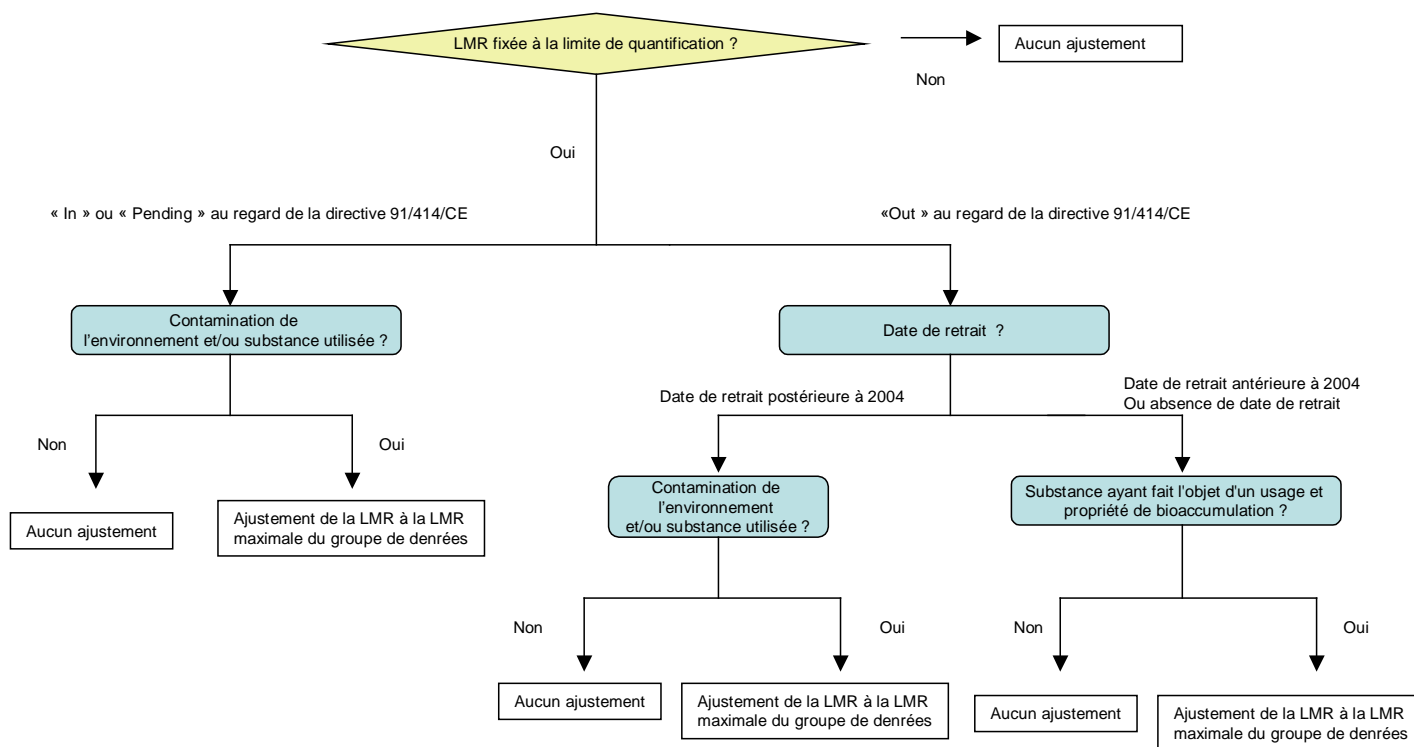 LMR fixée à la limite de quantification ?
Aucun ajustement
Non
Oui
« In » ou « Pending » au regard de la directive 91/414/CE
«Out » au regard de la directive 91/414/CE
Contamination de
l'environnement et/ou substance utilisée ?
Date de retrait ?
Date de retrait postérieure à 2004
Date de retrait antérieure à 2004
Ou absence de date de retrait
Non
Oui
Contamination de
l'environnement
et/ou substance utilisée ?
Substance ayant fait l'objet d'un usage et
propriété de bioaccumulation ?
Aucun ajustement
Ajustement de la LMR à la LMR
maximale du groupe de denrées
Non
Oui
Non
Oui
Aucun ajustement
Ajustement de la LMR à la LMR
maximale du groupe de denrées
Aucun ajustement
Ajustement de la LMR à la LMR
maximale du groupe de denrées